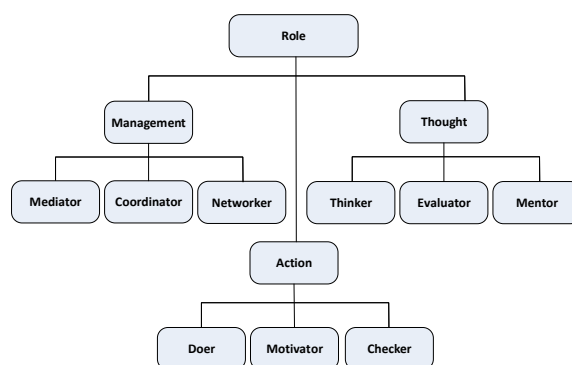 Role
Management
Thought
Mediator
Coordinator
Networker
Thinker
Evaluator
Mentor
Action
Doer
Motivator
Checker